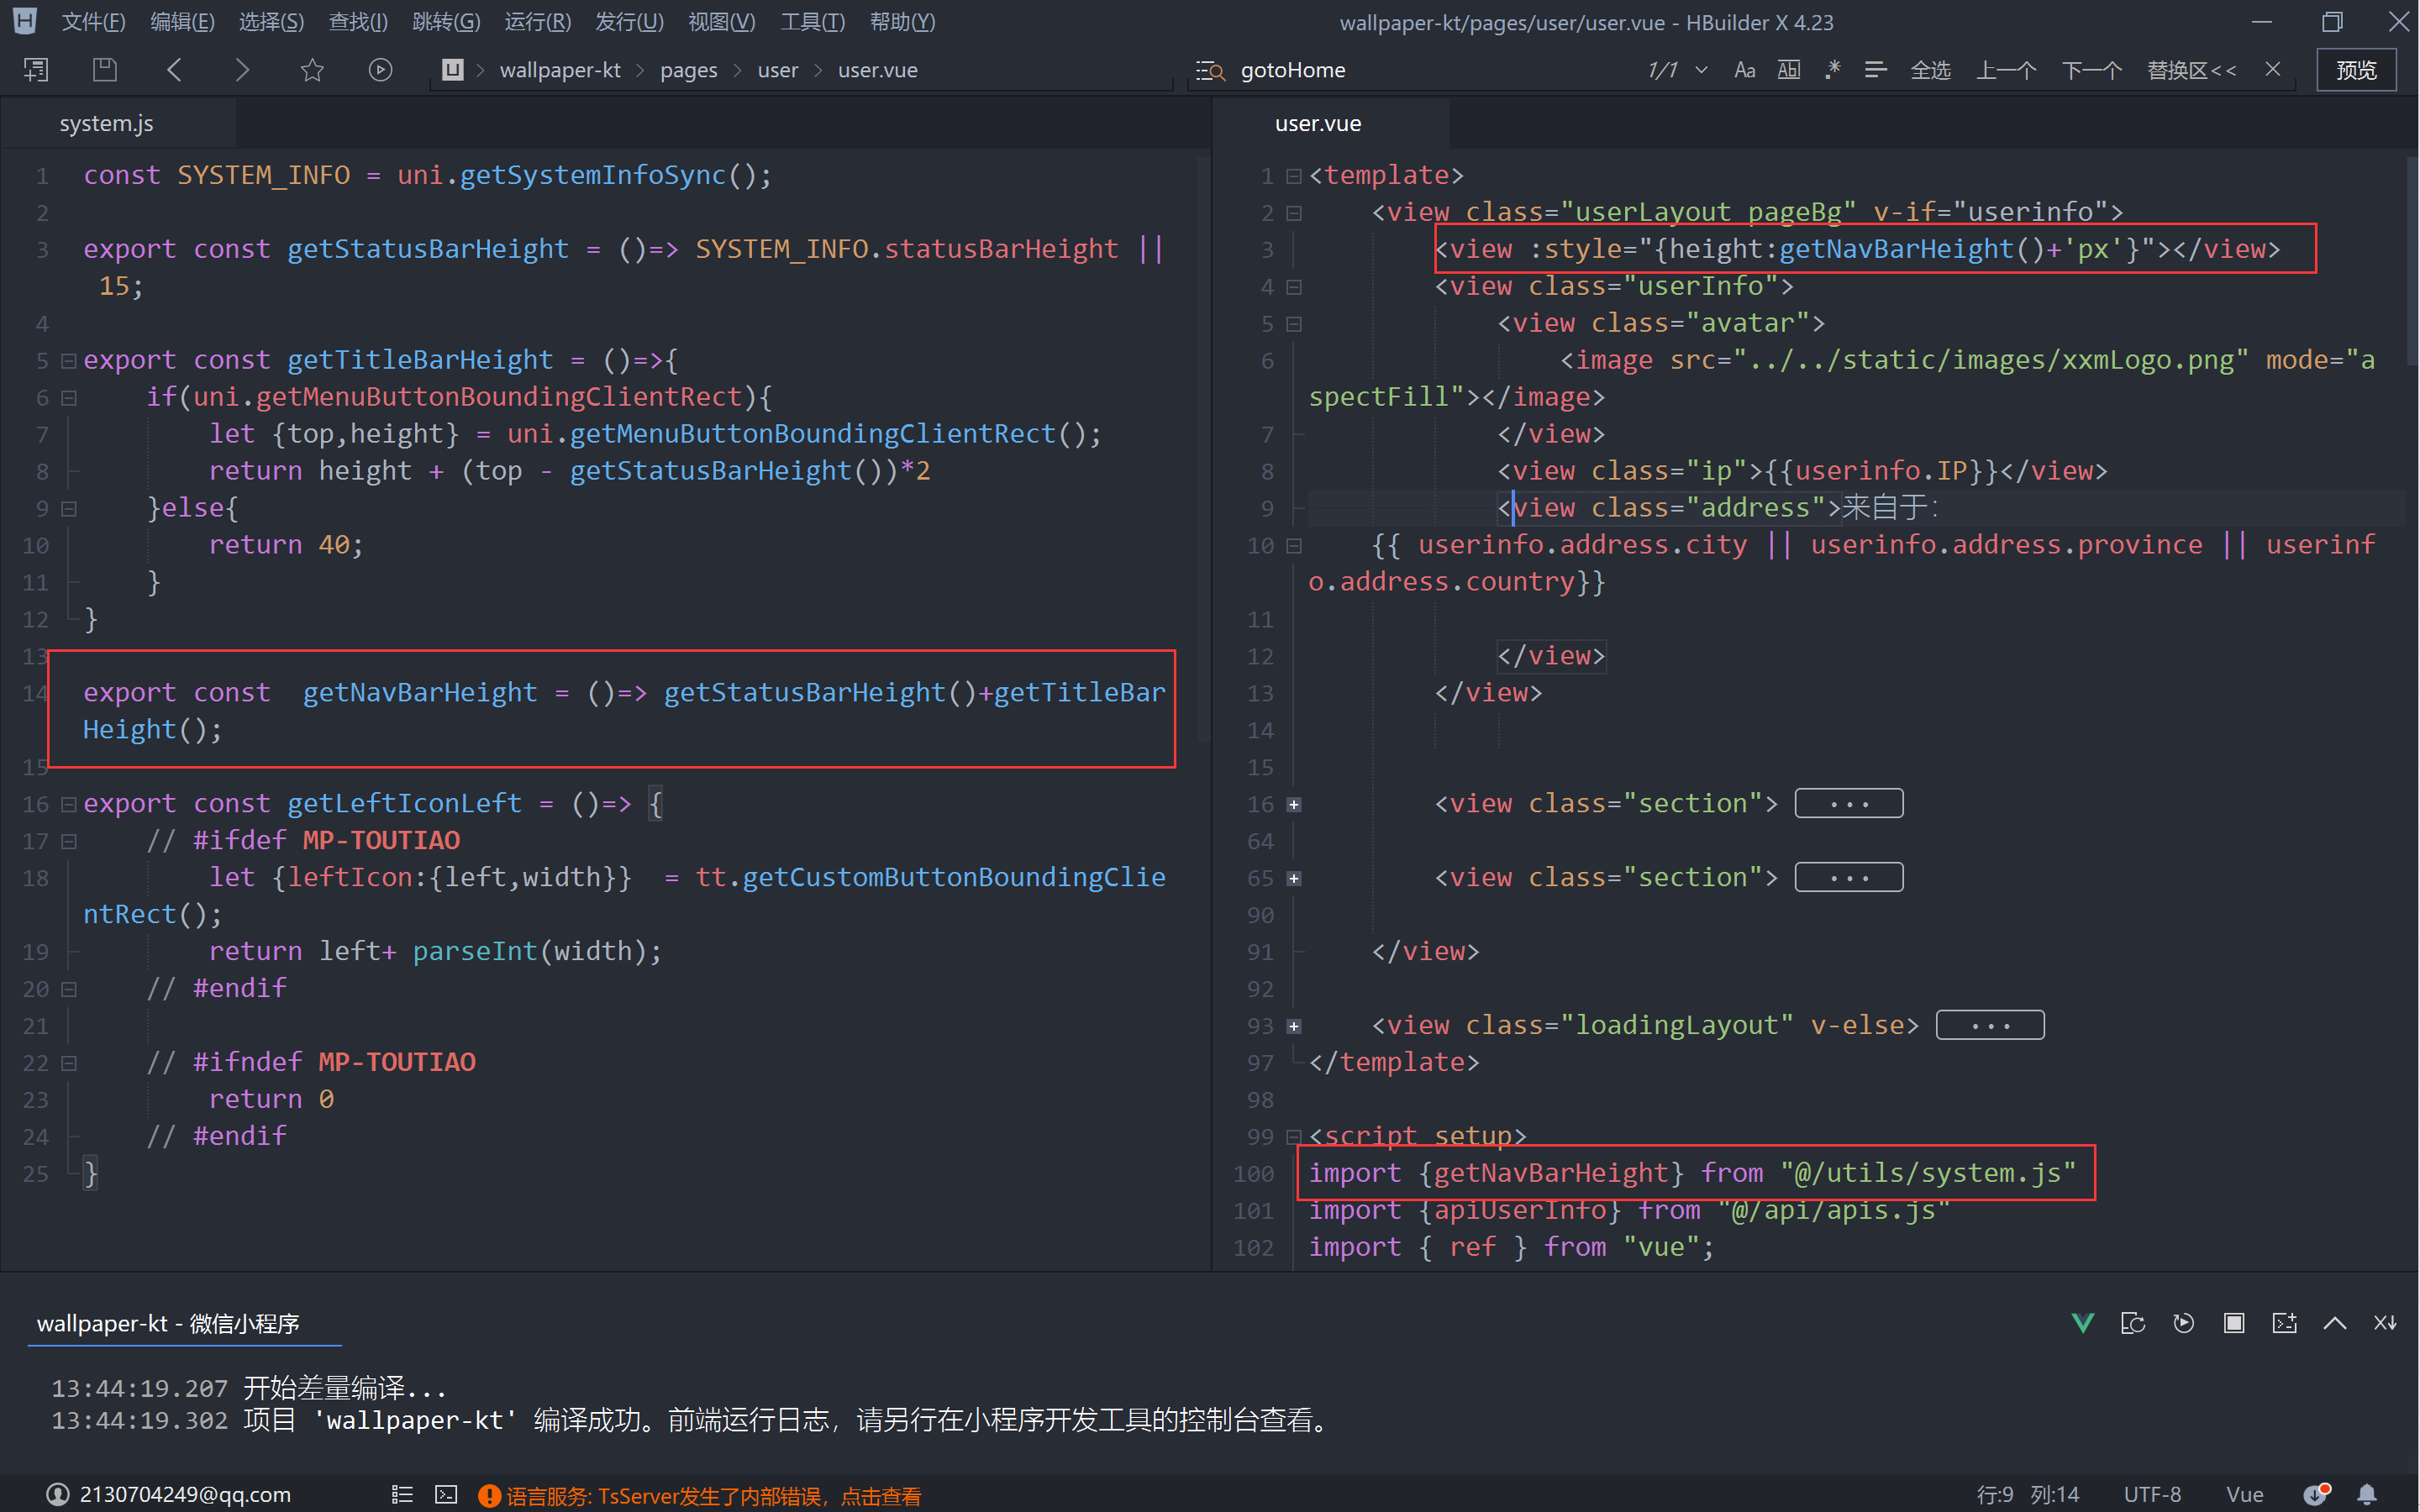 文件(F) 编辑(E) 选择(S) 查找(I) 跳转(G) 运行(R) 发行(U) 视图(V) 工具(T) 帮助(Y) wallpaper-kt/pages/user/user.vue - HBuilder X 4.23
wallpaper-kt pages user user.vue gotoHome 1/1 Aa Ab .* 全选 上一个 下一个 替换区<< 预览
system.js
1 const SYSTEM_INFO = uni.getSystemInfoSync();
2
3 export const getStatusBarHeight = ()=> SYSTEM_INFO.statusBarHeight ||
15;
4
5 export const getTitleBarHeight = ()=>{
6 if(uni.getMenuButtonBoundingClientRect){
7 let {top,height} = uni.getMenuButtonBoundingClientRect();
8 return height + (top - getStatusBarHeight())*2
9 }else{
10 return 40;
11 }
12 }
13
14 export const  getNavBarHeight = ()=> getStatusBarHeight()+getTitleBar
Height();
15
16 export const getLeftIconLeft = ()=> {
17 // #ifdef MP-TOUTIAO
18 let {leftIcon:{left,width}}  = tt.getCustomButtonBoundingClie
ntRect();
19 return left+ parseInt(width);
20 // #endif
21
22 // #ifndef MP-TOUTIAO
23 return 0
24 // #endif
25 }
user.vue
1 <template>
2 <view class="userLayout pageBg" v-if="userinfo">
3 <view :style="{height:getNavBarHeight()+'px'}"></view>
4 <view class="userInfo">
5 <view class="avatar">
6 <image src="../../static/images/xxmLogo.png" mode="a
spectFill"></image>
7 </view>
8 <view class="ip">{{userinfo.IP}}</view>
9 <view class="address">来自于:
10 {{ userinfo.address.city || userinfo.address.province || userinf
o.address.country}}
11
12 </view>
13 </view>
14
15
16 <view class="section"> ...
64
65 <view class="section"> ...
90
91 </view>
92
93 <view class="loadingLayout" v-else> ...
97 </template>
98
99 <script setup>
100 import {getNavBarHeight} from "@/utils/system.js"
101 import {apiUserInfo} from "@/api/apis.js"
102 import { ref } from "vue";
wallpaper-kt - 微信小程序
13:44:19.207 开始差量编译...
13:44:19.302 项目 'wallpaper-kt' 编译成功。前端运行日志，请另行在小程序开发工具的控制台查看。
2130704249@qq.com 语言服务: TsServer发生了内部错误，点击查看 行:9 列:14 UTF-8 Vue